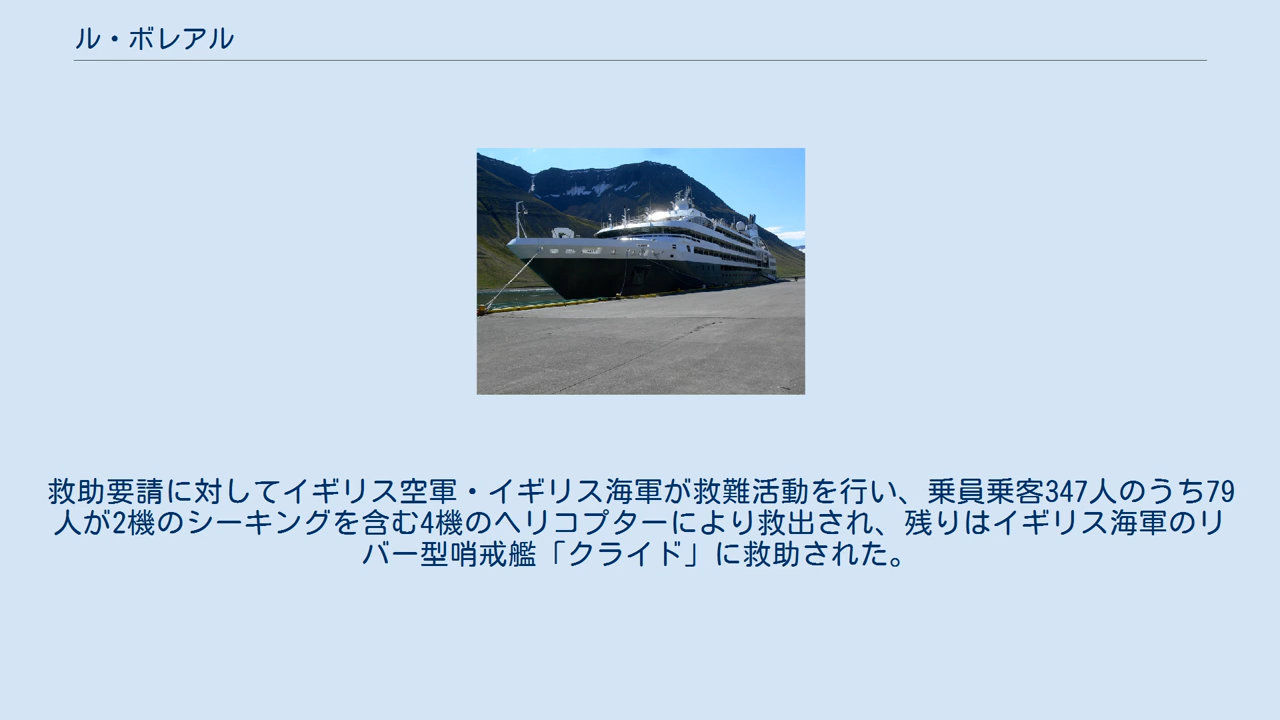 ル・ボレアル
救助要請に対してイギリス空軍・イギリス海軍が救難活動を行い、乗員乗客347人のうち79
人が2機のシーキングを含む4機のヘリコプターにより救出され、残りはイギリス海軍のリ
バー型哨戒艦「クライド」に救助された。